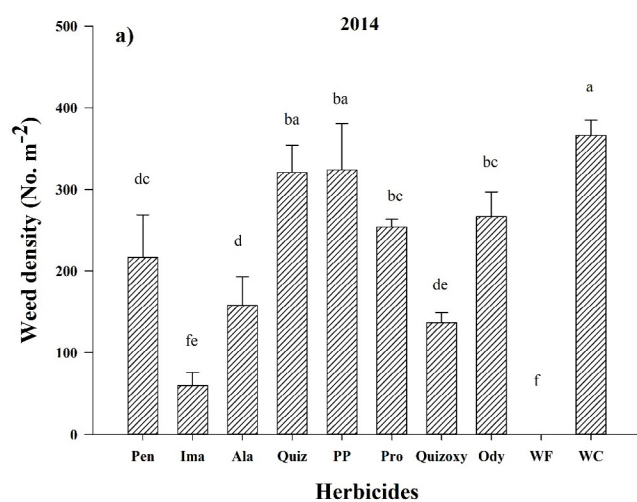 a)
2014
Weed density (No. m⁻²)
500
400
300
200
100
0
dc
fe
d
ba
ba
bc
de
bc
f
a
Pen Ima Ala Quiz PP Pro Quizoxy Ody WF WC
Herbicides